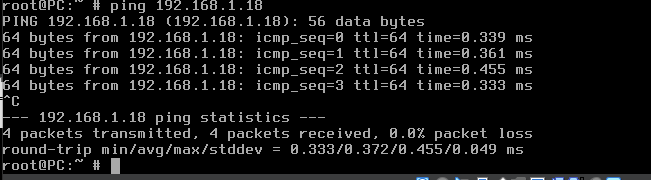 root@PC:~ # ping 192.168.1.18
PING 192.168.1.18 (192.168.1.18): 56 data bytes
64 bytes from 192.168.1.18: icmp_seq=0 ttl=64 time=0.339 ms
64 bytes from 192.168.1.18: icmp_seq=1 ttl=64 time=0.361 ms
64 bytes from 192.168.1.18: icmp_seq=2 ttl=64 time=0.455 ms
64 bytes from 192.168.1.18: icmp_seq=3 ttl=64 time=0.333 ms
^C
--- 192.168.1.18 ping statistics ---
4 packets transmitted, 4 packets received, 0.0% packet loss
round-trip min/avg/max/stddev = 0.333/0.372/0.455/0.049 ms
root@PC:~ #